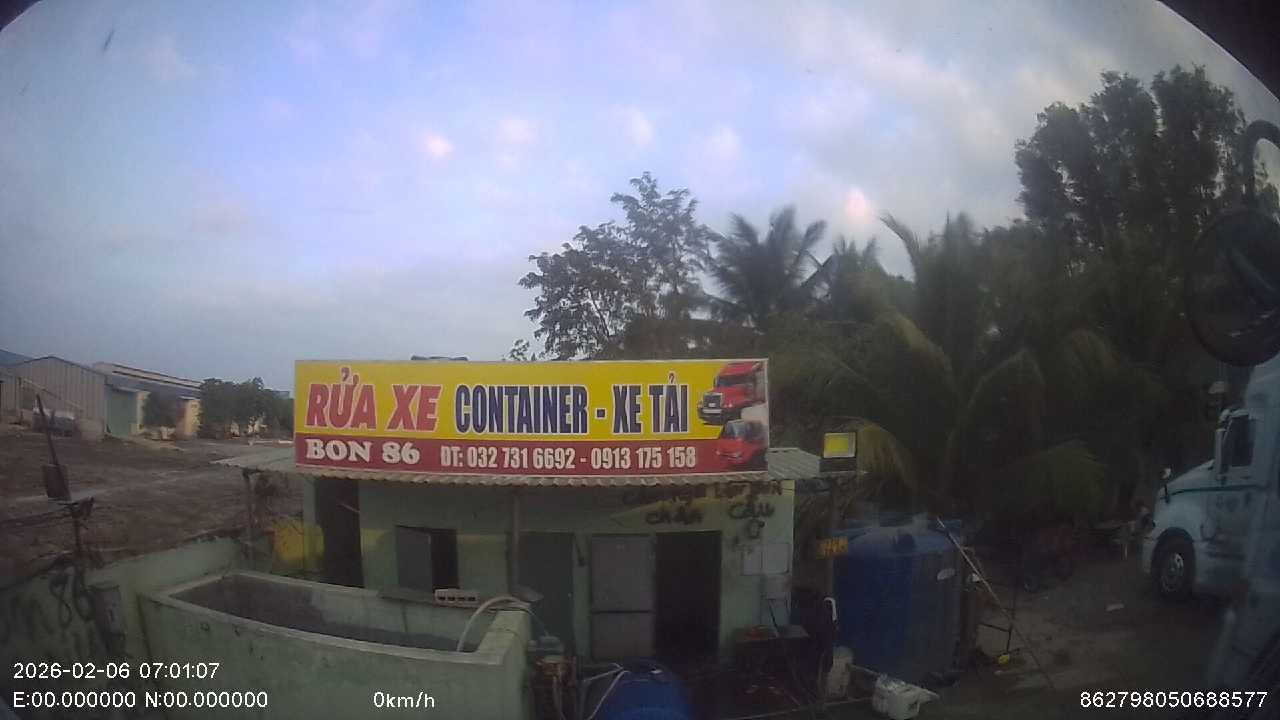 RỬA XE CONTAINER - XE TẢI
BON 86 ĐT: 032 731 6692 - 0913 175 158
2026-02-06 07:01:07
E:00.000000 N:00.000000 0km/h 862798050688577